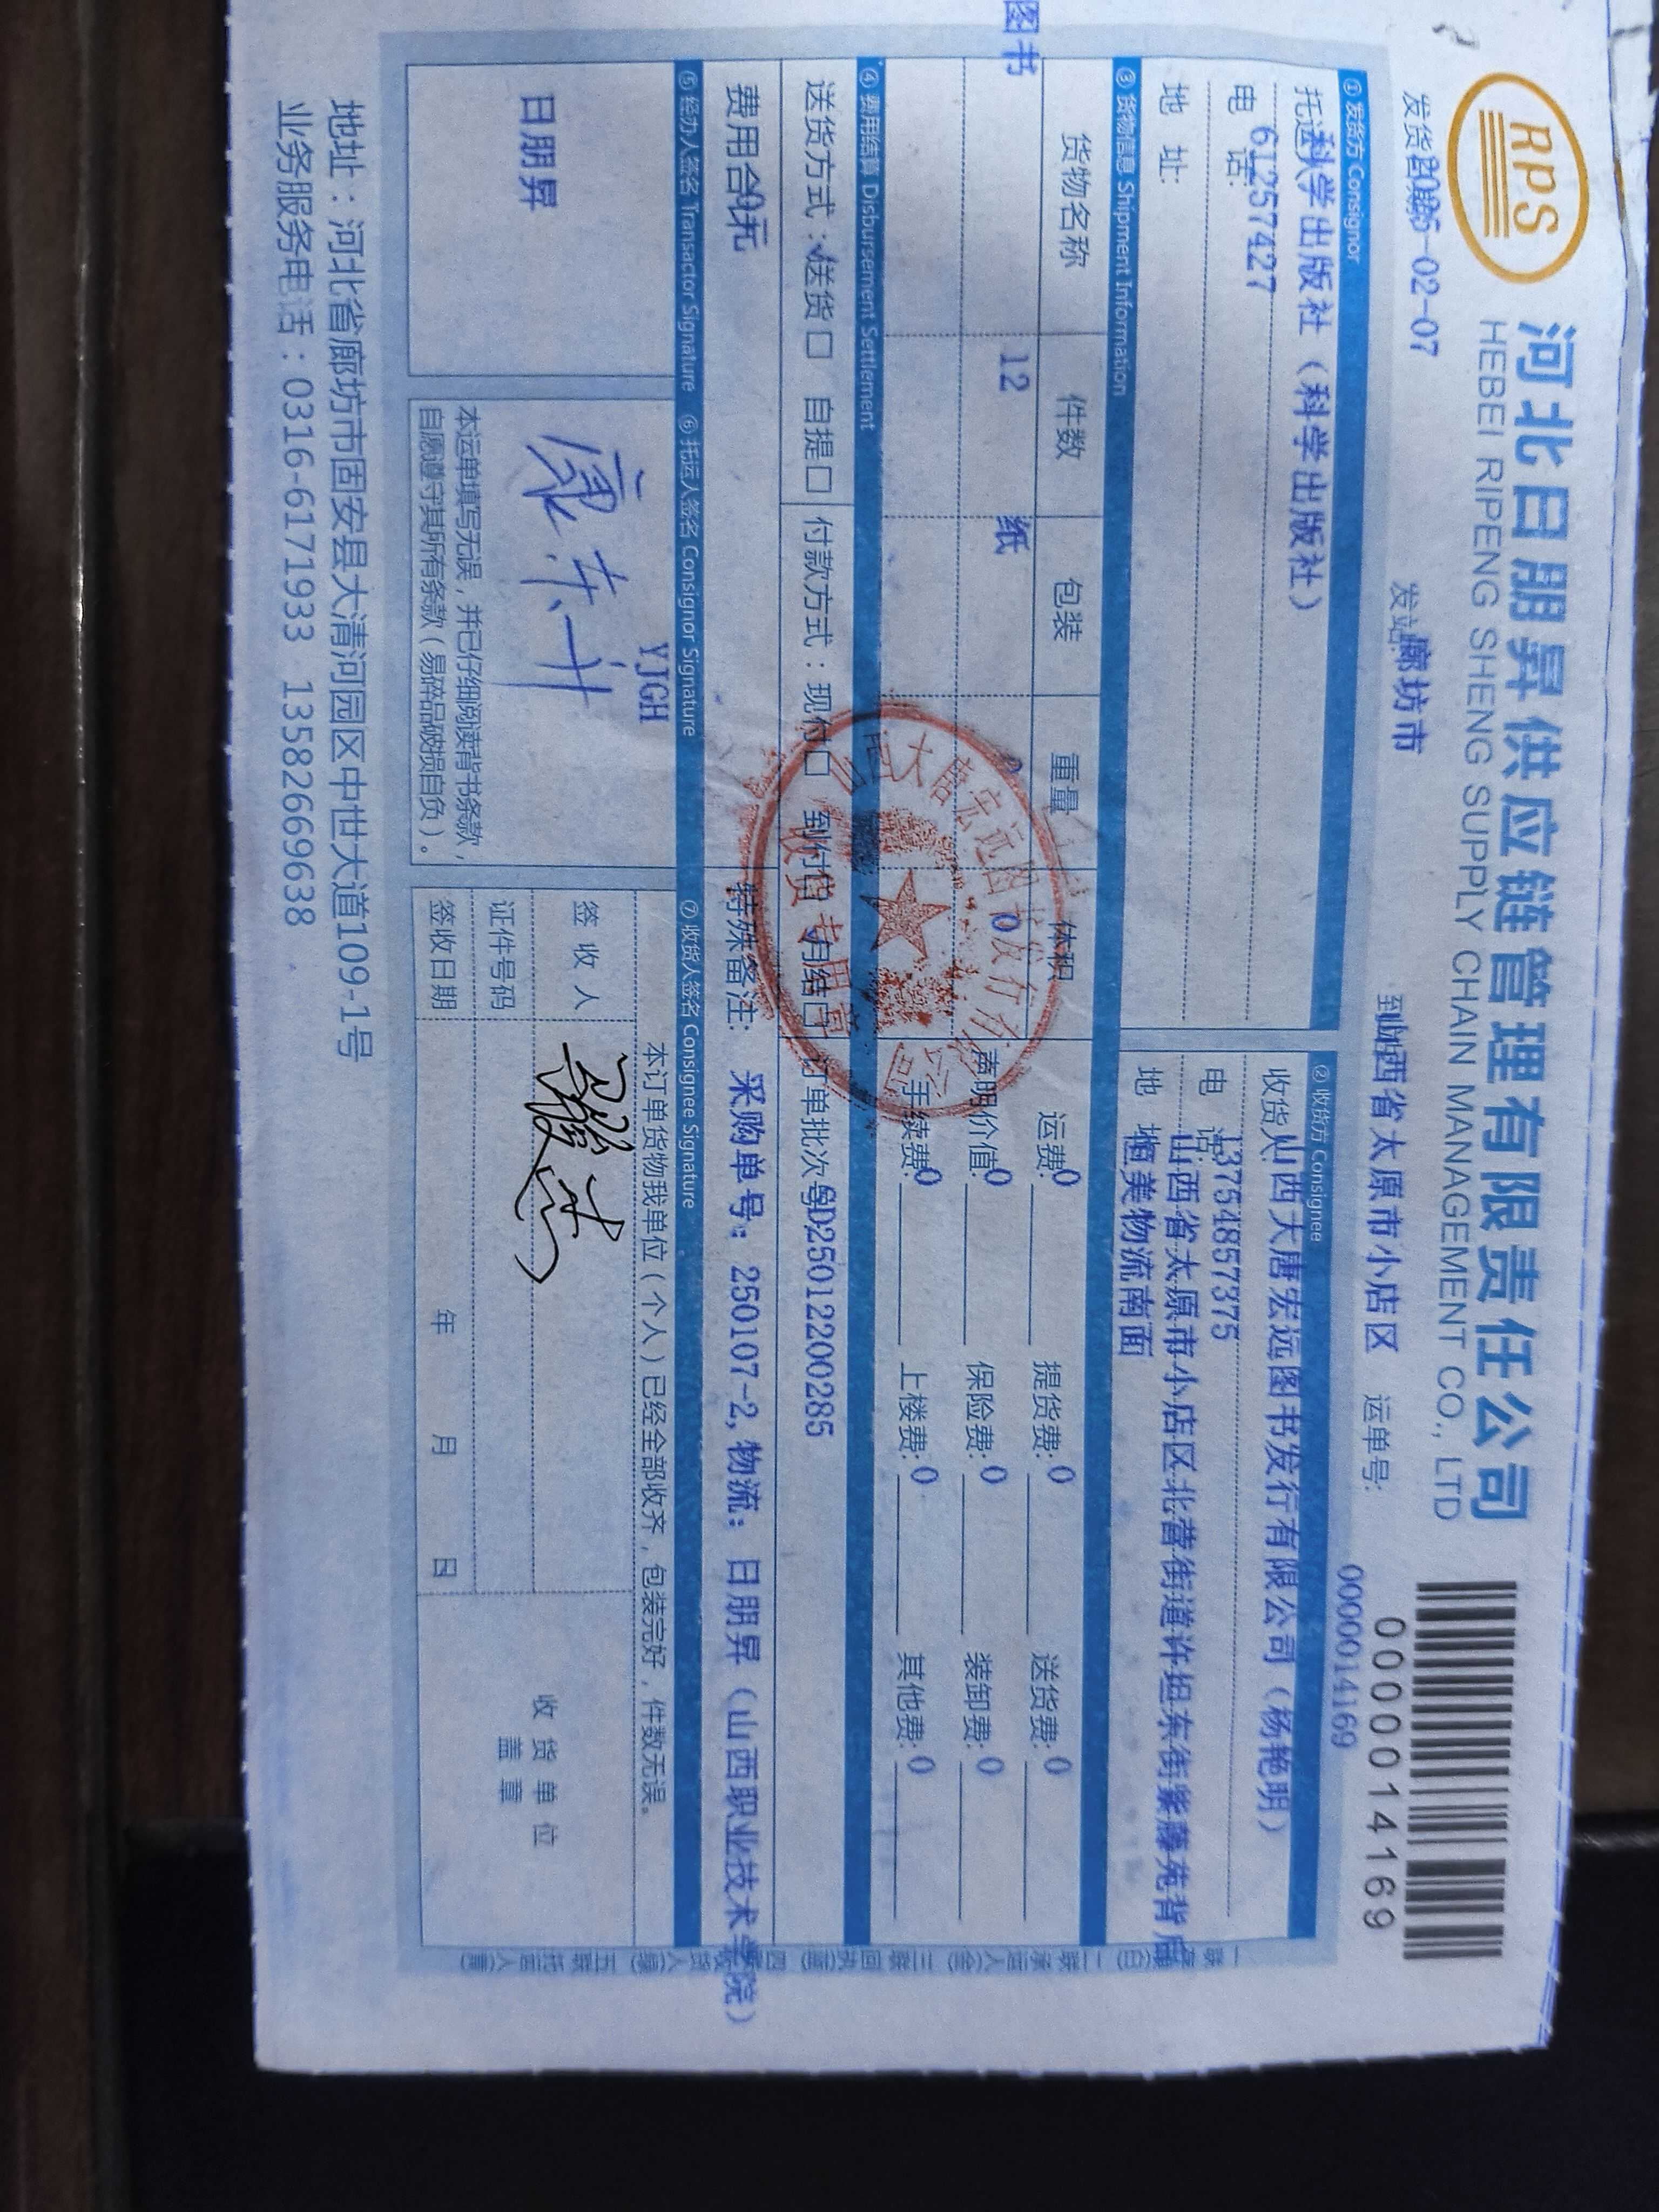 RPS
河北日朋昇供应链管理有限责任公司
HEBEI RIPENG SHENG SUPPLY CHAIN MANAGEMENT CO., LTD
0000014169
发货日期 2025-02-07 发站 廊坊市 到站 山西省太原市小店区 运单号: 0000014169
① 发货方 Consignor
托运 科学出版社（科学出版社）
电 话: 61257427
地 址:
② 收货方 Consignee
收货人 山西大唐宏远图书发行有限公司（杨艳明）
电 话: 13754857375
地 址 山西省太原市小店区北营街道许坦东街紫藤苑背后
恒美物流南面
③ 货物信息 Shipment Information
货物名称 件数 包装 重量 体积
图书 12 纸 0 0
运费: 0 提货费: 0 送货费: 0
声明价值: 0 保险费: 0 装卸费: 0
手续费: 0 上楼费: 0 其他费: 0
④ 费用结算 Disbursement Settlement
送货方式：√送货口 自提口 付款方式：现付口 到付口 月结口 订单批次号 D2501220028​5
费用合 0元 特殊备注: 采购单号：250107-2,物流：日朋昇（山西职业技术学院）
⑤ 经办人签名 Transactor Signature ⑥ 托运人签名 Consignor Signature ⑦ 收货人签名 Consignee Signature
日朋昇
YJGH
本运单填写无误，并已仔细阅读背书条款，
自愿遵守其所有条款（易碎品破损自负）.
本订单货物我单位（个人）已经全部收齐，包装完好，件数无误。
签 收 人
证件号码
签收日期 年 月 日
收 货 单 位
盖 章
地址：河北省廊坊市固安县大清河园区中世大道109-1号
业务服务电话：0316-6171933 13582669638